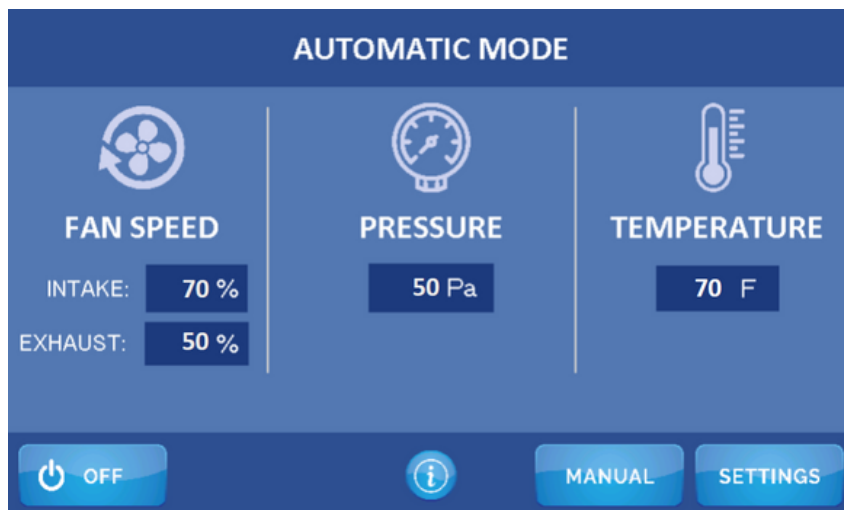 AUTOMATIC MODE
FAN SPEED
INTAKE: 70 %
EXHAUST: 50 %
PRESSURE
50 Pa
TEMPERATURE
70 F
OFF
i
MANUAL
SETTINGS